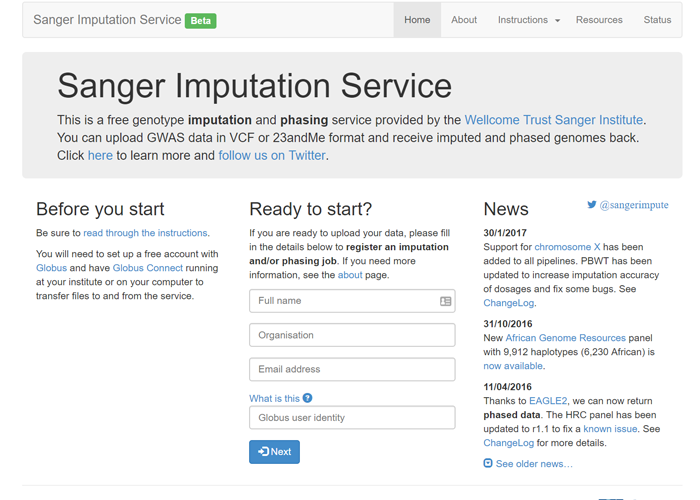 Sanger Imputation Service Beta
Home About Instructions Resources Status
Sanger Imputation Service
This is a free genotype imputation and phasing service provided by the Wellcome Trust Sanger Institute.
You can upload GWAS data in VCF or 23andMe format and receive imputed and phased genomes back.
Click here to learn more and follow us on Twitter.
Before you start
Be sure to read through the instructions.
You will need to set up a free account with
Globus and have Globus Connect running
at your institute or on your computer to
transfer files to and from the service.
Ready to start?
If you are ready to upload your data, please fill
in the details below to register an imputation
and/or phasing job. If you need more
information, see the about page.
Full name
Organisation
Email address
What is this
Globus user identity
Next
News
@sangerimpute
30/1/2017
Support for chromosome X has been
added to all pipelines. PBWT has been
updated to increase imputation accuracy
of dosages and fix some bugs. See
ChangeLog.
31/10/2016
New African Genome Resources panel
with 9,912 haplotypes (6,230 African) is
now available.
11/04/2016
Thanks to EAGLE2, we can now return
phased data. The HRC panel has been
updated to r1.1 to fix a known issue. See
ChangeLog for more details.
See older news…